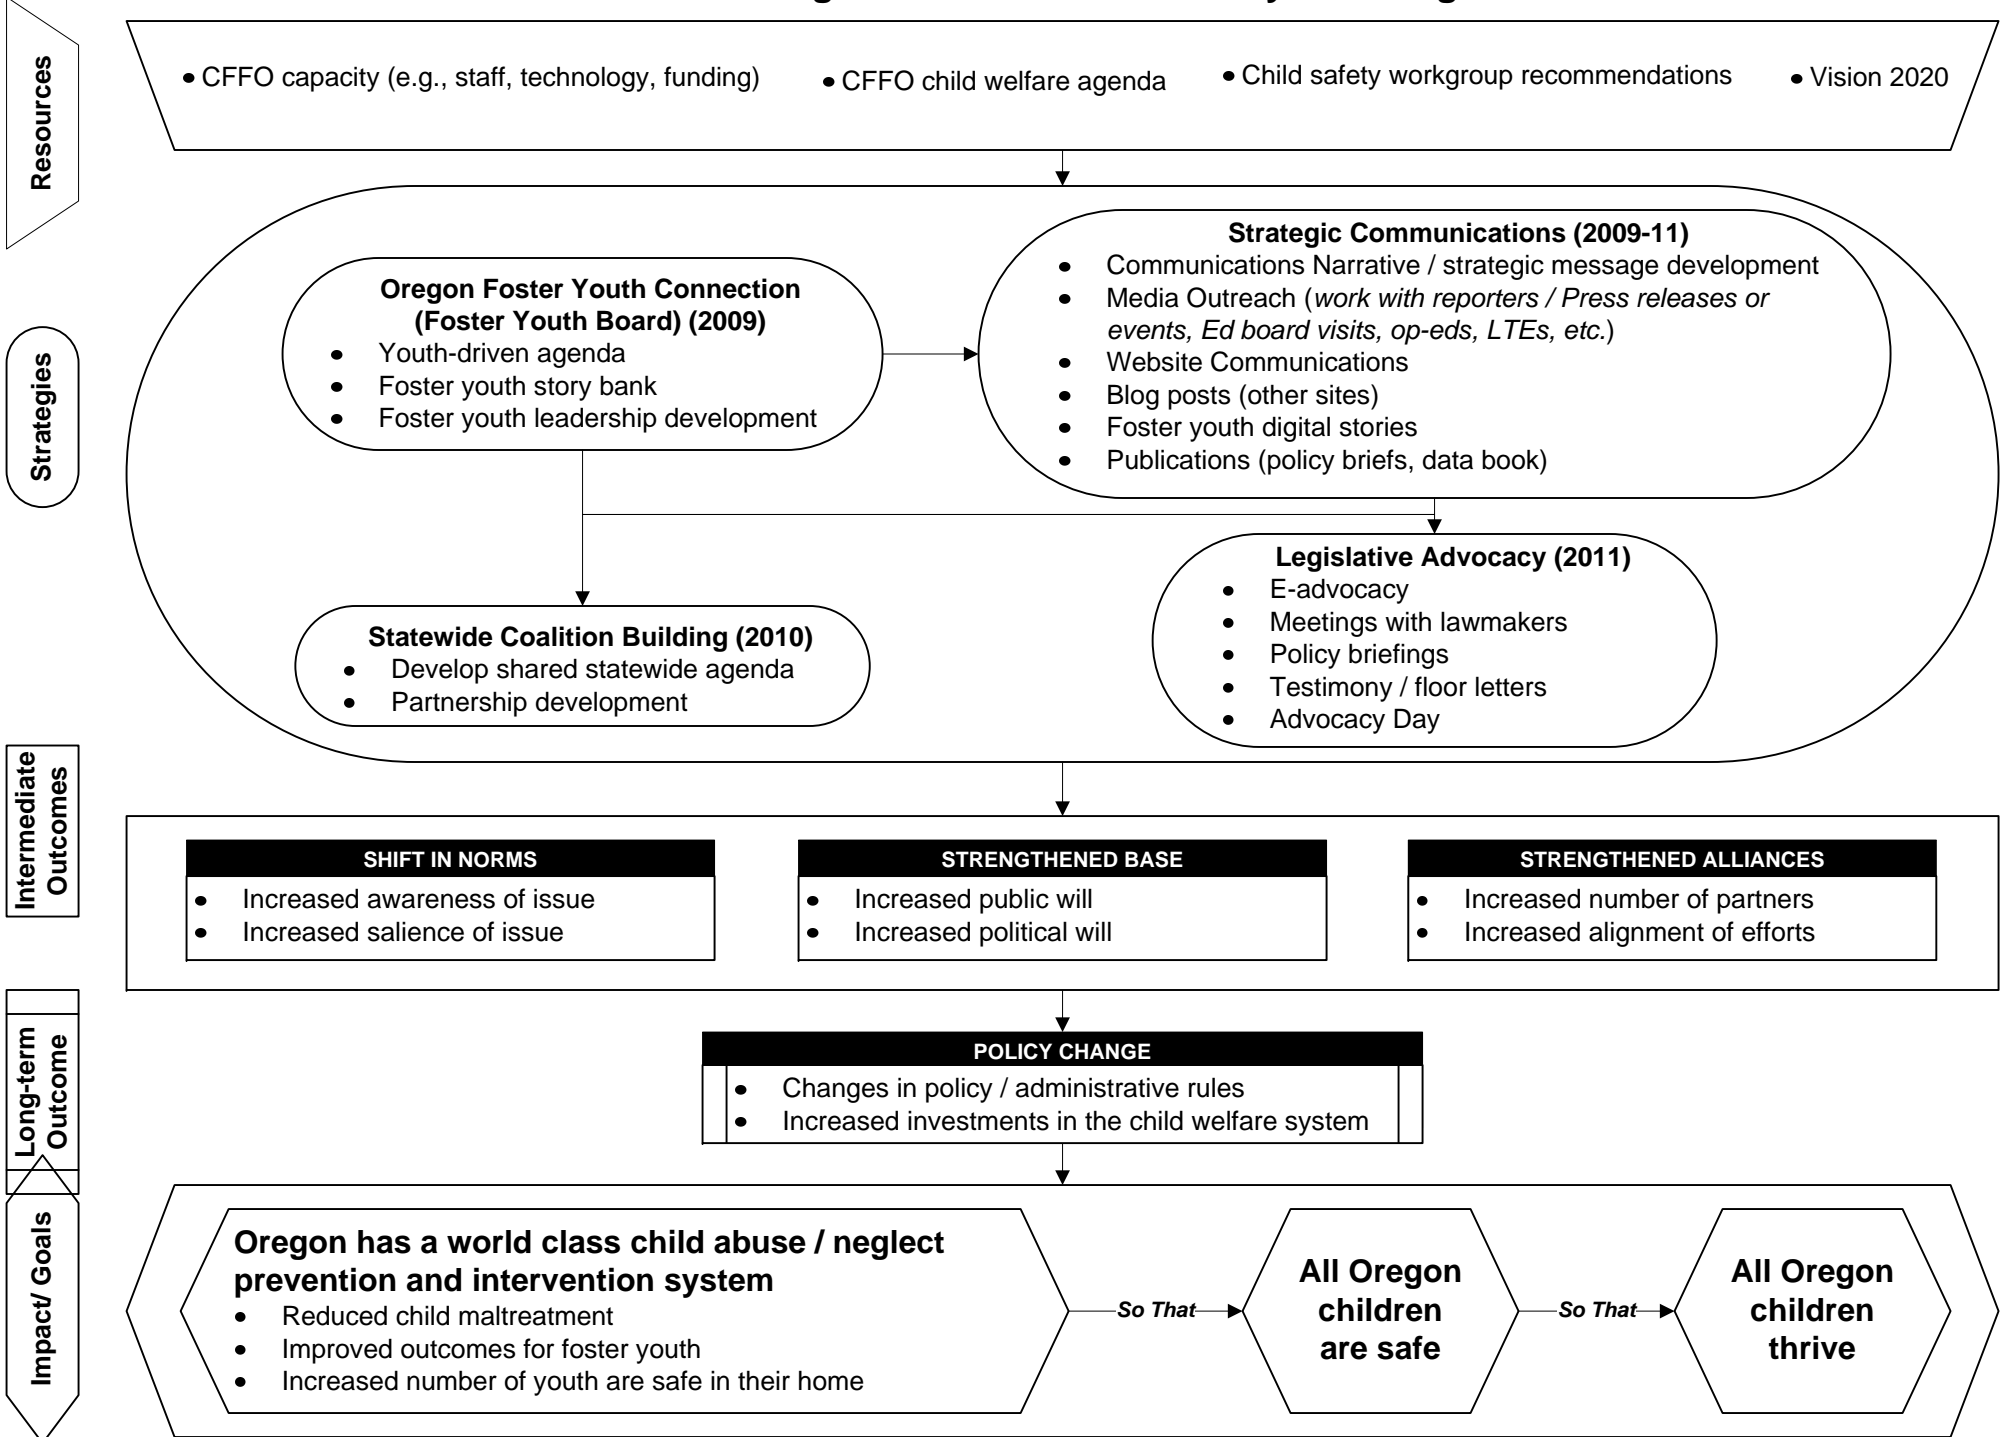 Resources
• CFFO capacity (e.g., staff, technology, funding)
• CFFO child welfare agenda
• Child safety workgroup recommendations
• Vision 2020
Strategies
Oregon Foster Youth Connection
(Foster Youth Board) (2009)
• Youth-driven agenda
• Foster youth story bank
• Foster youth leadership development
Strategic Communications (2009-11)
• Communications Narrative / strategic message development
• Media Outreach (work with reporters / Press releases or
events, Ed board visits, op-eds, LTEs, etc.)
• Website Communications
• Blog posts (other sites)
• Foster youth digital stories
• Publications (policy briefs, data book)
Statewide Coalition Building (2010)
• Develop shared statewide agenda
• Partnership development
Legislative Advocacy (2011)
• E-advocacy
• Meetings with lawmakers
• Policy briefings
• Testimony / floor letters
• Advocacy Day
Intermediate
Outcomes
SHIFT IN NORMS
• Increased awareness of issue
• Increased salience of issue
STRENGTHENED BASE
• Increased public will
• Increased political will
STRENGTHENED ALLIANCES
• Increased number of partners
• Increased alignment of efforts
Long-term
Outcome
POLICY CHANGE
• Changes in policy / administrative rules
• Increased investments in the child welfare system
Impact/ Goals
Oregon has a world class child abuse / neglect
prevention and intervention system
• Reduced child maltreatment
• Improved outcomes for foster youth
• Increased number of youth are safe in their home
So That
All Oregon
children
are safe
So That
All Oregon
children
thrive